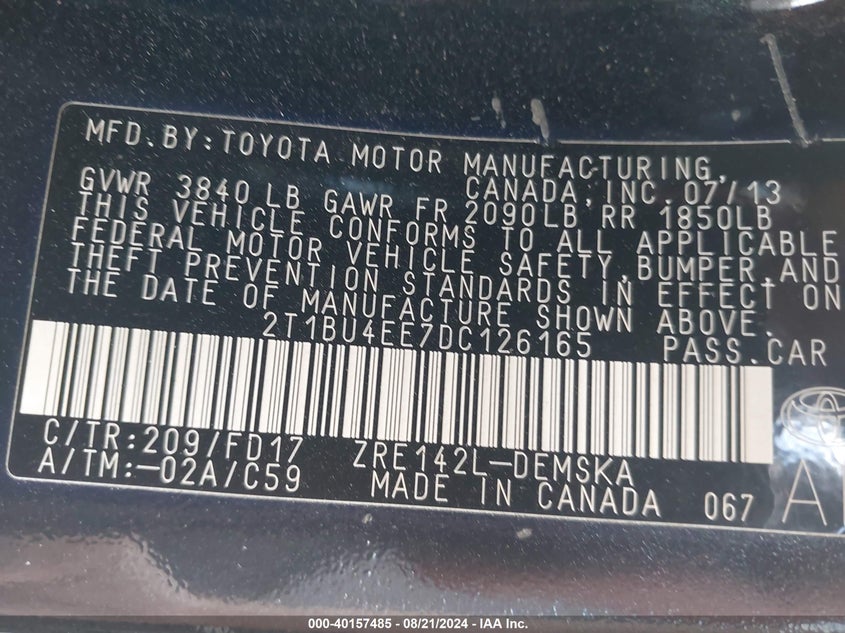 MFD.BY:TOYOTA MOTOR MANUFACTURING,
CANADA,INC.07/13
GVWR 3840 LB GAWR FR 2090LB RR 1850LB
THIS VEHICLE CONFORMS TO ALL APPLICABLE
FEDERAL MOTOR VEHICLE SAFETY,BUMPER,AND
THEFT PREVENTION STANDARDS IN EFFECT ON
THE DATE OF MANUFACTURE SHOWN ABOVE.
2T1BU4EE7DC126165 PASS.CAR
C/TR:209/FD17 ZRE142L-DEMSKA
A/TM:-02A/C59 MADE IN CANADA 067
000-40157485 - 08/21/2024 - IAA Inc.